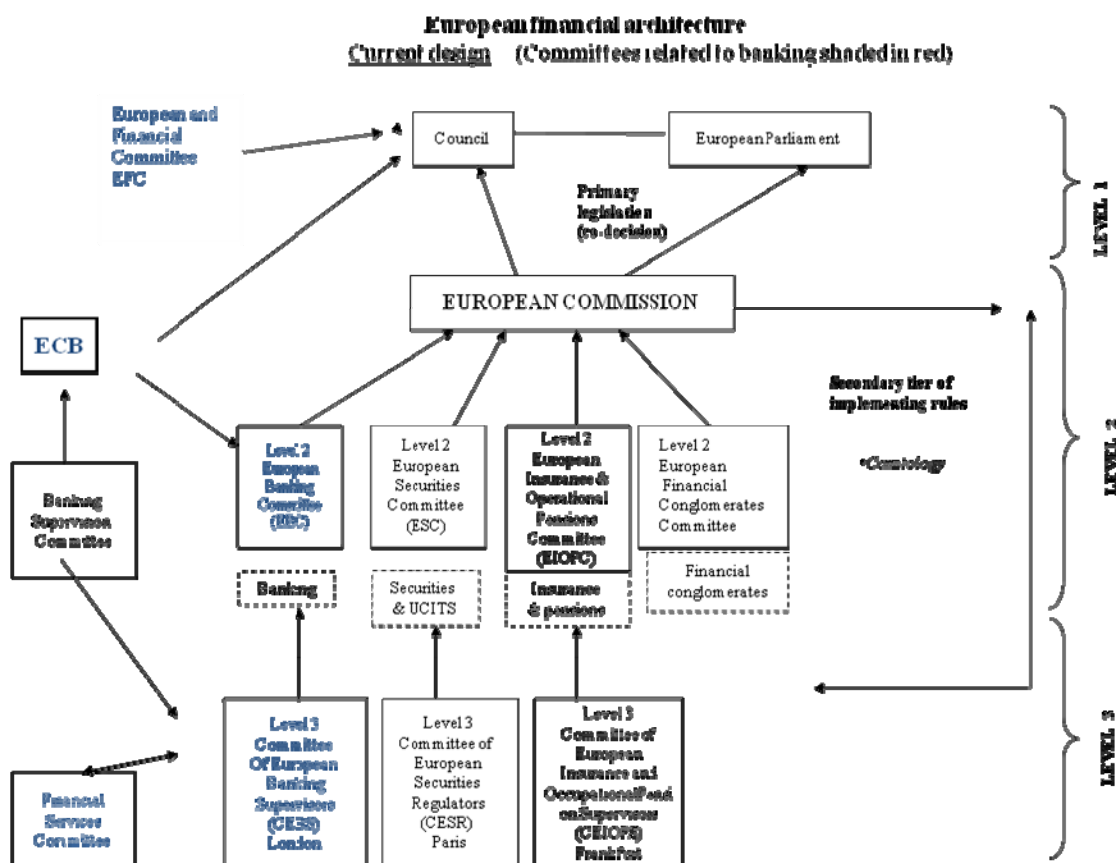 European financial architecture
Current design (Committees related to banking shaded in red)
European and
Financial
Committee
EFC
Council
European Parliament
Primary
legislation
(co-decision)
LEVEL 1
EUROPEAN COMMISSION
ECB
Secondary tier of
implementing rules
•Comitology
LEVEL 2
Level 2
European
Banking
Committee
(EBC)
Level 2
European
Securities
Committee
(ESC)
Level 2
European
Insurance &
Operational
Pensions
Committee
(EIOPC)
Level 2
European
Financial
Conglomerates
Committee
Banking
Supervision
Committee
Banking
Securities
& UCITS
Insurance
& pensions
Financial
conglomerates
Level 3
Committee
Of European
Banking
Supervisors
(CEBS)
London
Level 3
Committee of
European
Securities
Regulators
(CESR)
Paris
Level 3
Committee of
European
Insurance and
Occupational Pensi
on Supervisors
(CEIOPS)
Frankfurt
LEVEL 3
Financial
Services
Committee